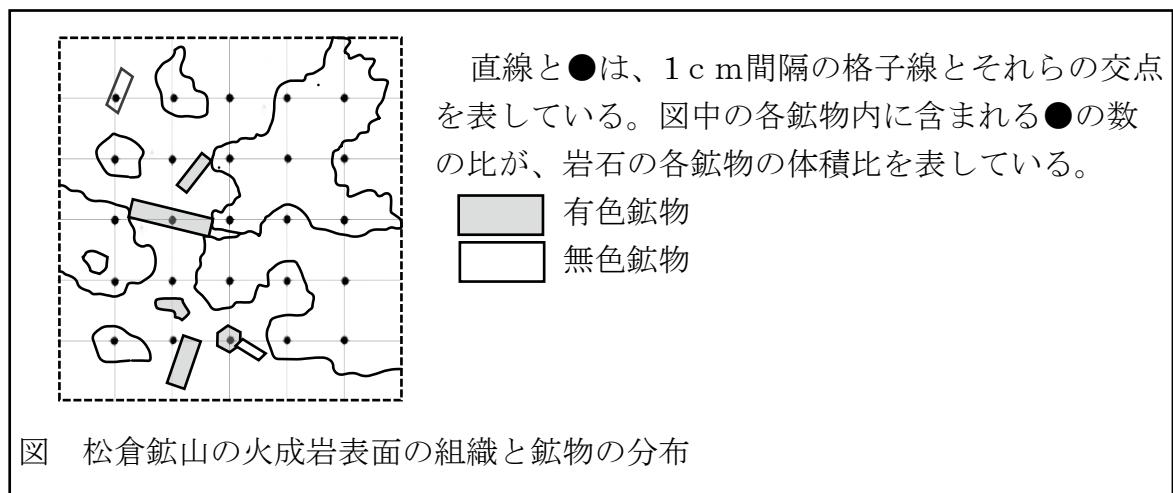 直線と●は、1ｃｍ間隔の格子線とそれらの交点
を表している。図中の各鉱物内に含まれる●の数
の比が、岩石の各鉱物の体積比を表している。
有色鉱物
無色鉱物
図　松倉鉱山の火成岩表面の組織と鉱物の分布